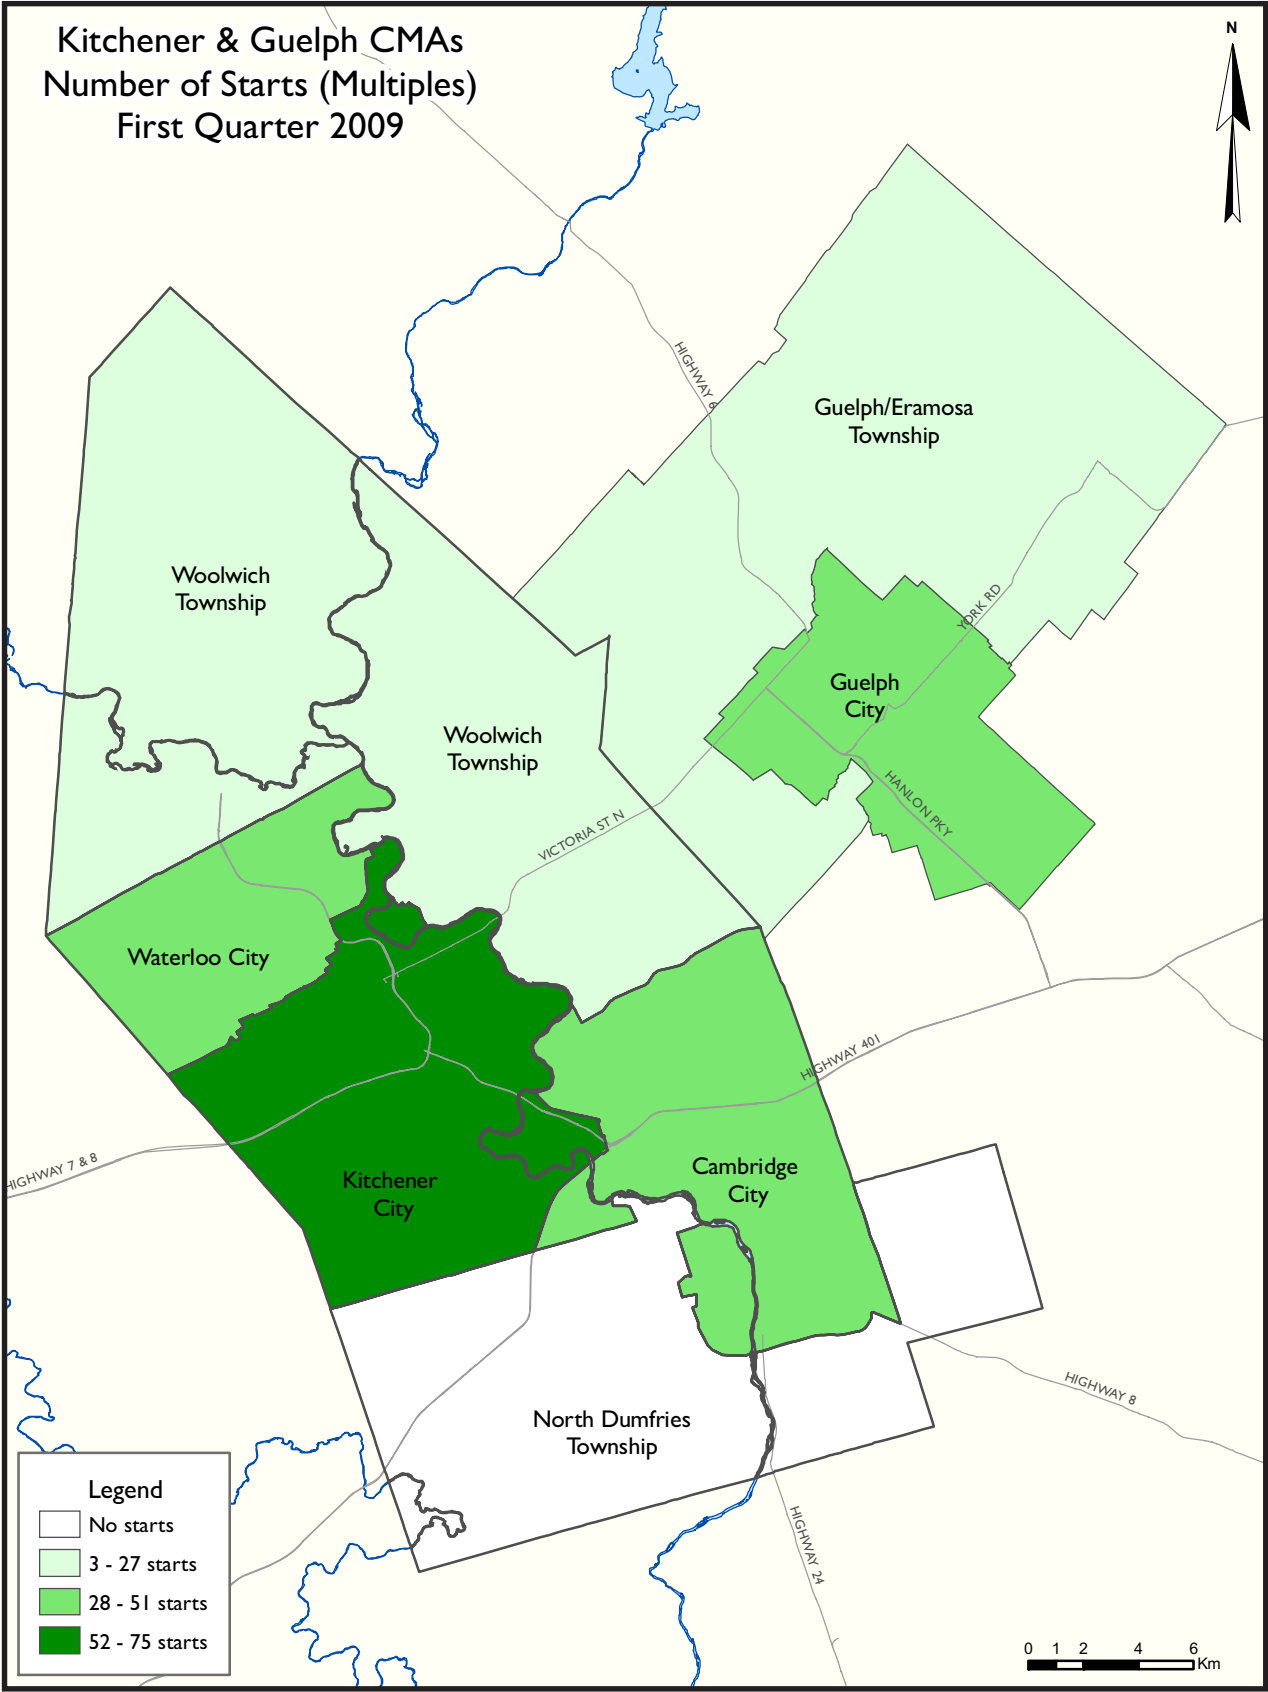 Kitchener & Guelph CMAs
Number of Starts (Multiples)
First Quarter 2009
N
HIGHWAY 6
Guelph/Eramosa
Township
Woolwich
Township
YORK RD
Guelph
City
Woolwich
Township
HANLON PKY
VICTORIA ST N
Waterloo City
HIGHWAY 401
HIGHWAY 7 & 8
Kitchener
City
Cambridge
City
HIGHWAY 8
North Dumfries
Township
HIGHWAY 24
Legend
No starts
3 - 27 starts
28 - 51 starts
52 - 75 starts
0 1 2 4 6
Km